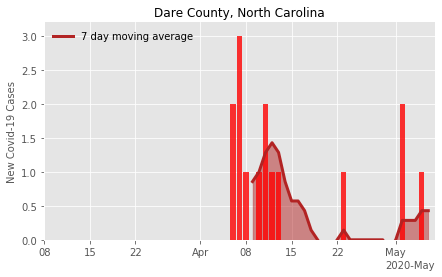 Dare County, North Carolina
7 day moving average
New Covid-19 Cases
3.0
2.5
2.0
1.5
1.0
0.5
0.0
08 15 22 Apr 08 15 22 May
2020-May